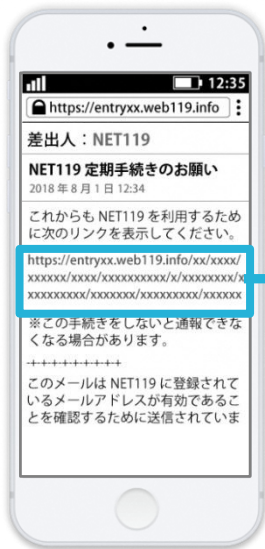 12:35
https://entryxx.web119.info
差出人：NET119
NET119 定期手続きのお願い
2018 年 8 月 1 日 12:34
これからも NET119 を利用するため
に次のリンクを表示してください。
https://entryxx.web119.info/xx/xxxx/
xxxxxx/xxxx/xxxxxxxxxx/x/xxxxxxxx/x
xxxxxxxxx/xxxxxxx/xxxxxxxxx/xxxxxx
※この手続きをしないと通報できな
くなる場合があります。
-+-+-+-+-+-+-+-+-
このメールは NET119 に登録されて
いるメールアドレスが有効であるこ
とを確認するために送信されていま